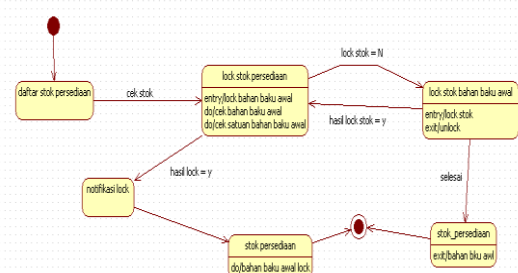 lock stok = N
lock stok persediaan
daftar stok persediaan
cek stok
entry/lock bahan baku awal
do/cek bahan baku awal
do/cek satuan bahan baku awal
lock stok bahan baku awal
entry/lock stok
exit/unlock
hasil lock stok = y
hasil lock = y
notifikasi lock
selesai
stok persediaan
do/bahan baku awal lock
stok_persediaan
exit/bahan bku awl